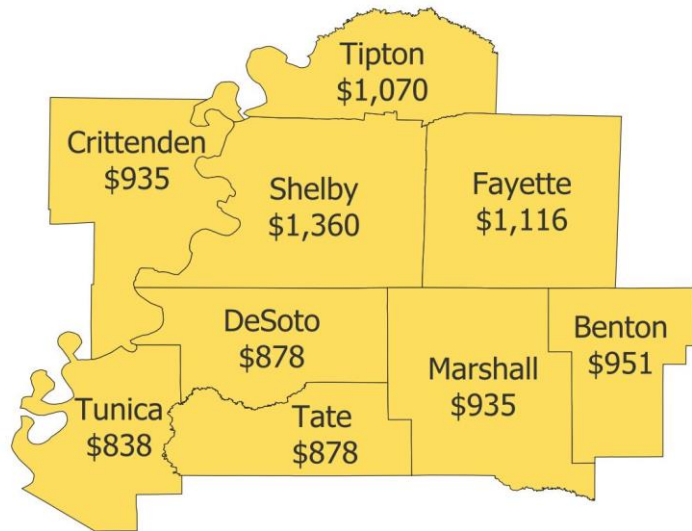 Tipton
$1,070
Crittenden
$935
Shelby
$1,360
Fayette
$1,116
DeSoto
$878
Benton
$951
Marshall
$935
Tunica
$838
Tate
$878